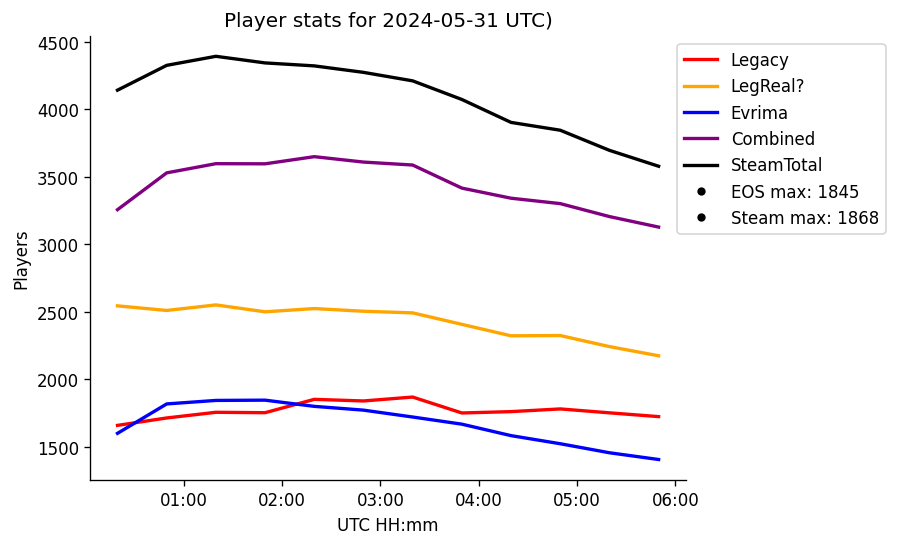 Player stats for 2024-05-31 UTC)
4500
4000
3500
3000
2500
2000
1500
Players
01:00
02:00
03:00
04:00
05:00
06:00
UTC HH:mm
Legacy
LegReal?
Evrima
Combined
SteamTotal
EOS max: 1845
Steam max: 1868